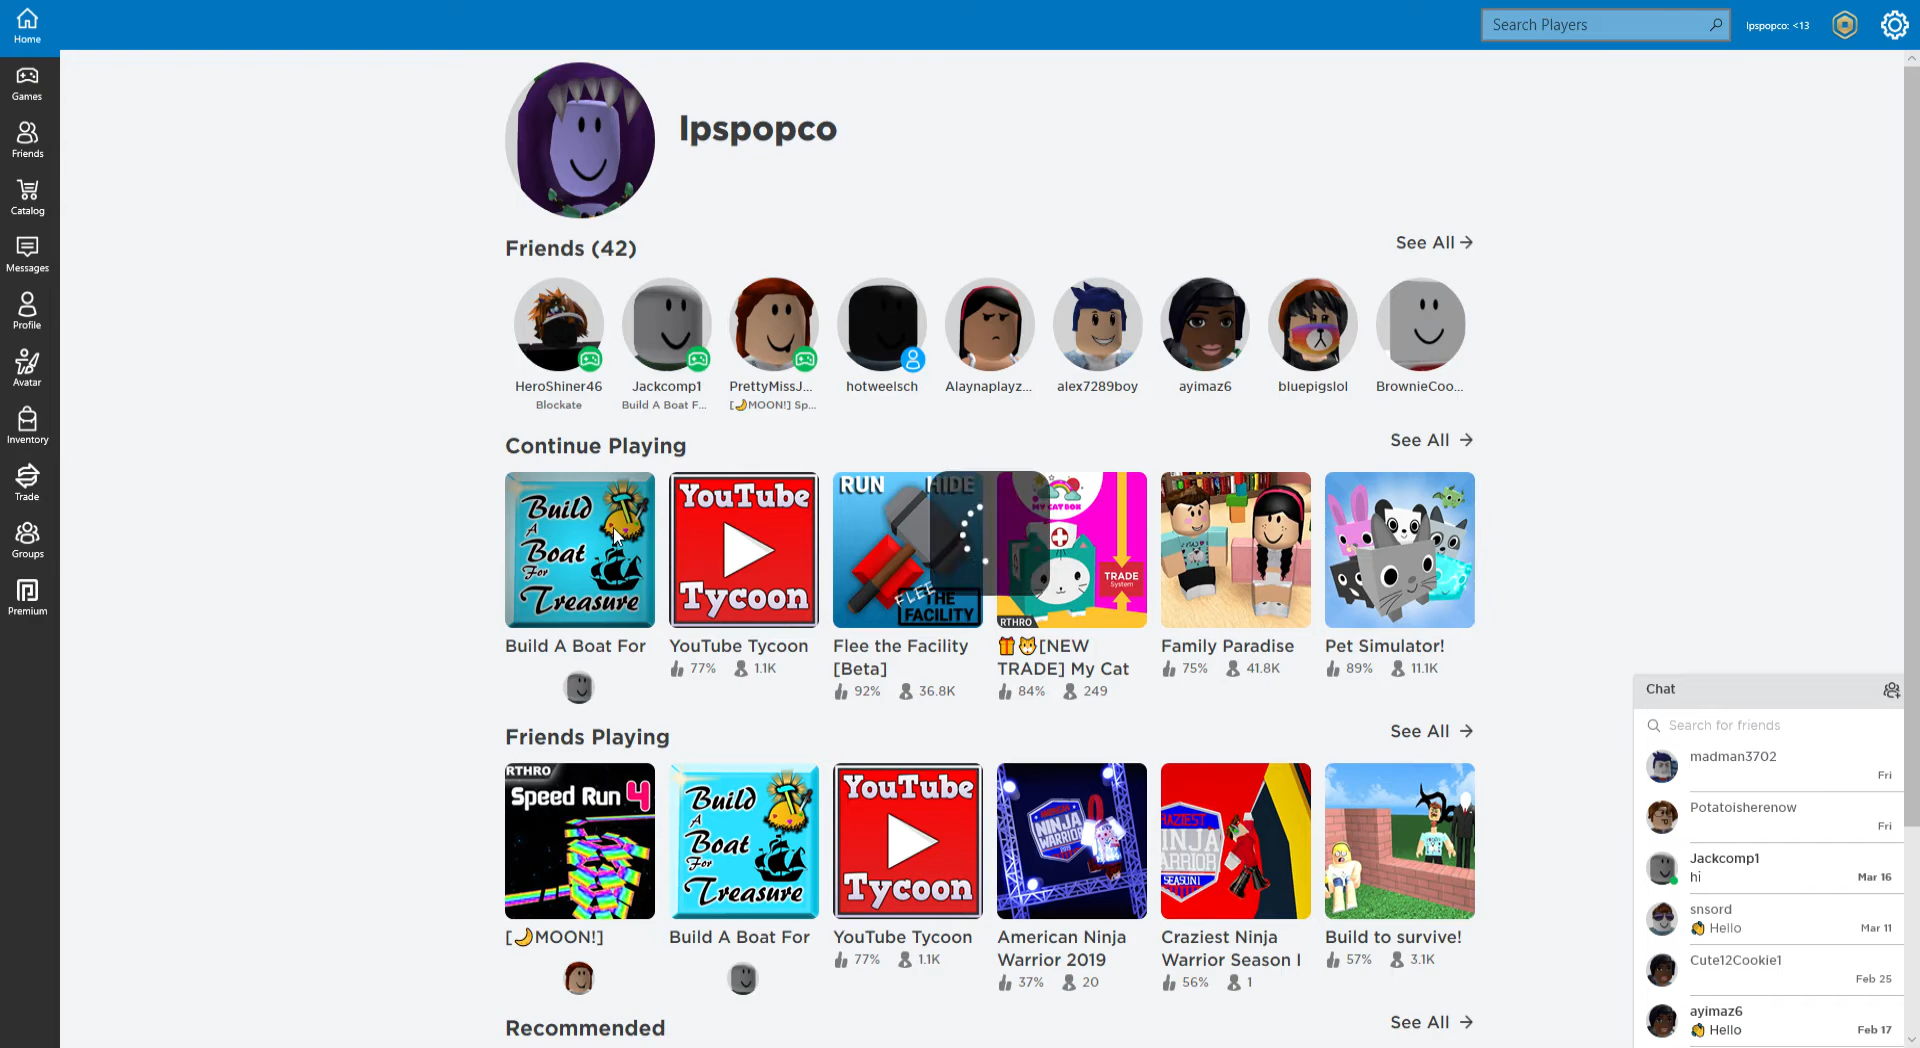 Home
Search Players
lpspopco: <13
Games
Friends
Catalog
Messages
Profile
Avatar
Inventory
Trade
Groups
Premium
lpspopco
Friends (42)
See All
HeroShiner46
Blockate
Jackcomp1
Build A Boat F...
PrettyMissJ...
[🌙MOON!] Sp...
hotweelsch
Alaynaplayz...
alex7289boy
ayimaz6
bluepigslol
BrownieCoo...
Continue Playing
See All
Build
A
Boat
For
Treasure
YouTube
Tycoon
RUN HIDE
FLEE THE
FACILITY
MY CAT BOX
TRADE
System
RTHRO
Build A Boat For
YouTube Tycoon
77% 1.1K
Flee the Facility
[Beta]
92% 36.8K
🎁🐱[NEW
TRADE] My Cat
84% 249
Family Paradise
75% 41.8K
Pet Simulator!
89% 11.1K
Friends Playing
See All
RTHRO
Speed Run 4
Build
A
Boat
For
Treasure
YouTube
Tycoon
AMERICAN
NINJA
WARRIOR
CRAZIEST
NINJA
WARRIOR
SEASON I
[🌙MOON!]
Build A Boat For
YouTube Tycoon
77% 1.1K
American Ninja
Warrior 2019
37% 20
Craziest Ninja
Warrior Season I
56% 1
Build to survive!
57% 3.1K
Recommended
See All
Chat
Search for friends
madman3702
Fri
Potatoisherenow
Fri
Jackcomp1
hi
Mar 16
snsord
👋 Hello
Mar 11
Cute12Cookie1
Feb 25
ayimaz6
👋 Hello
Feb 17